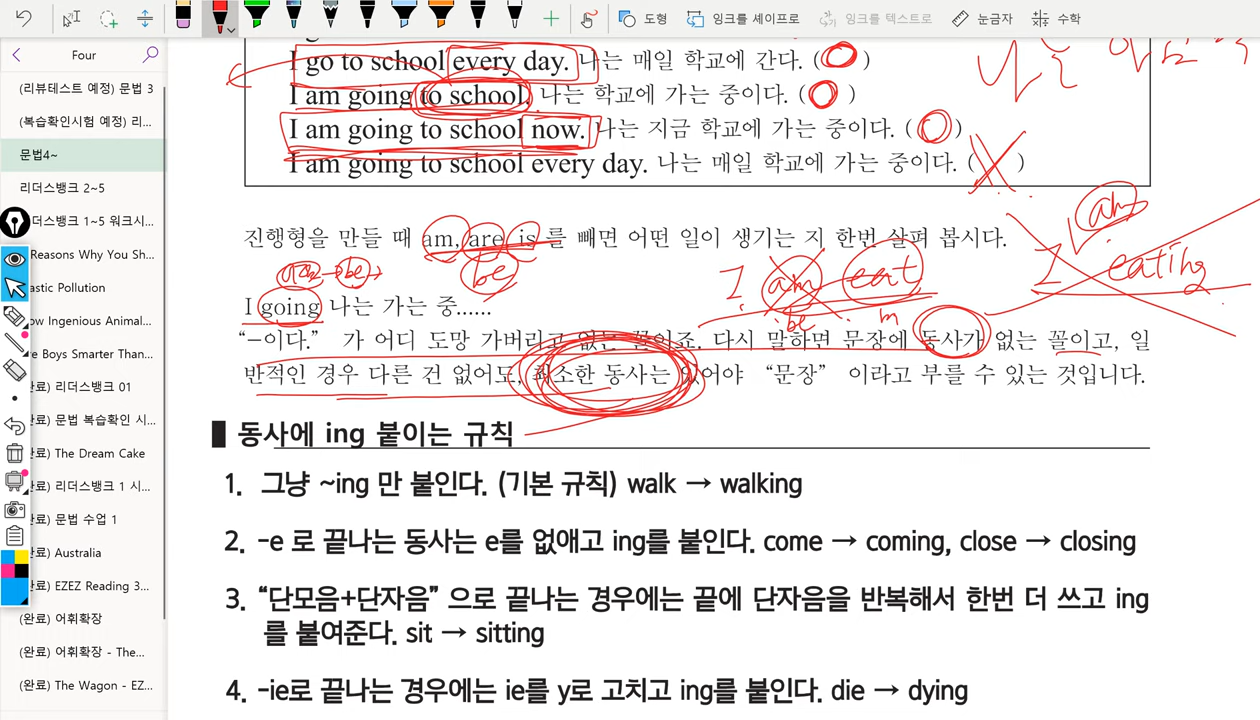 도형
잉크를 셰이프로
잉크를 텍스트로
눈금자
수학
Four
(리뷰테스트 예정) 문법 3
(복습확인시험 예정) 리...
문법4~
리더스뱅크 2~5
더스뱅크 1~5 워크시...
Reasons Why You Sh...
astic Pollution
ow Ingenious Animal...
re Boys Smarter Than...
료) 리더스뱅크 01
료) 문법 복습확인 시...
료) The Dream Cake
료) 리더스뱅크 1 시...
료) 문법 수업 1
료) Australia
료) EZEZ Reading 3...
(완료) 어휘확장
(완료) 어휘확장 - The...
(완료) The Wagon - EZ...
I go to school every day. 나는 매일 학교에 간다. ( )
I am going to school. 나는 학교에 가는 중이다. ( )
I am going to school now. 나는 지금 학교에 가는 중이다. ( )
I am going to school every day. 나는 매일 학교에 가는 중이다. ( )
나는
진행형을 만들 때 am, are is 를 빼면 어떤 일이 생기는 지 한번 살펴 봅시다.
be
be
I am eat
be
am
I eating
I going 나는 가는 중......
“–이다.” 가 어디 도망 가버리고 없는 꼴이죠. 다시 말하면 문장에 동사가 없는 꼴이고, 일
반적인 경우 다른 건 없어도, 최소한 동사는 있어야 “문장” 이라고 부를 수 있는 것입니다.
동사에 ing 붙이는 규칙
1. 그냥 ~ing 만 붙인다. (기본 규칙) walk → walking
2. -e 로 끝나는 동사는 e를 없애고 ing를 붙인다. come → coming, close → closing
3. “단모음+단자음” 으로 끝나는 경우에는 끝에 단자음을 반복해서 한번 더 쓰고 ing
를 붙여준다. sit → sitting
4. -ie로 끝나는 경우에는 ie를 y로 고치고 ing를 붙인다. die → dying